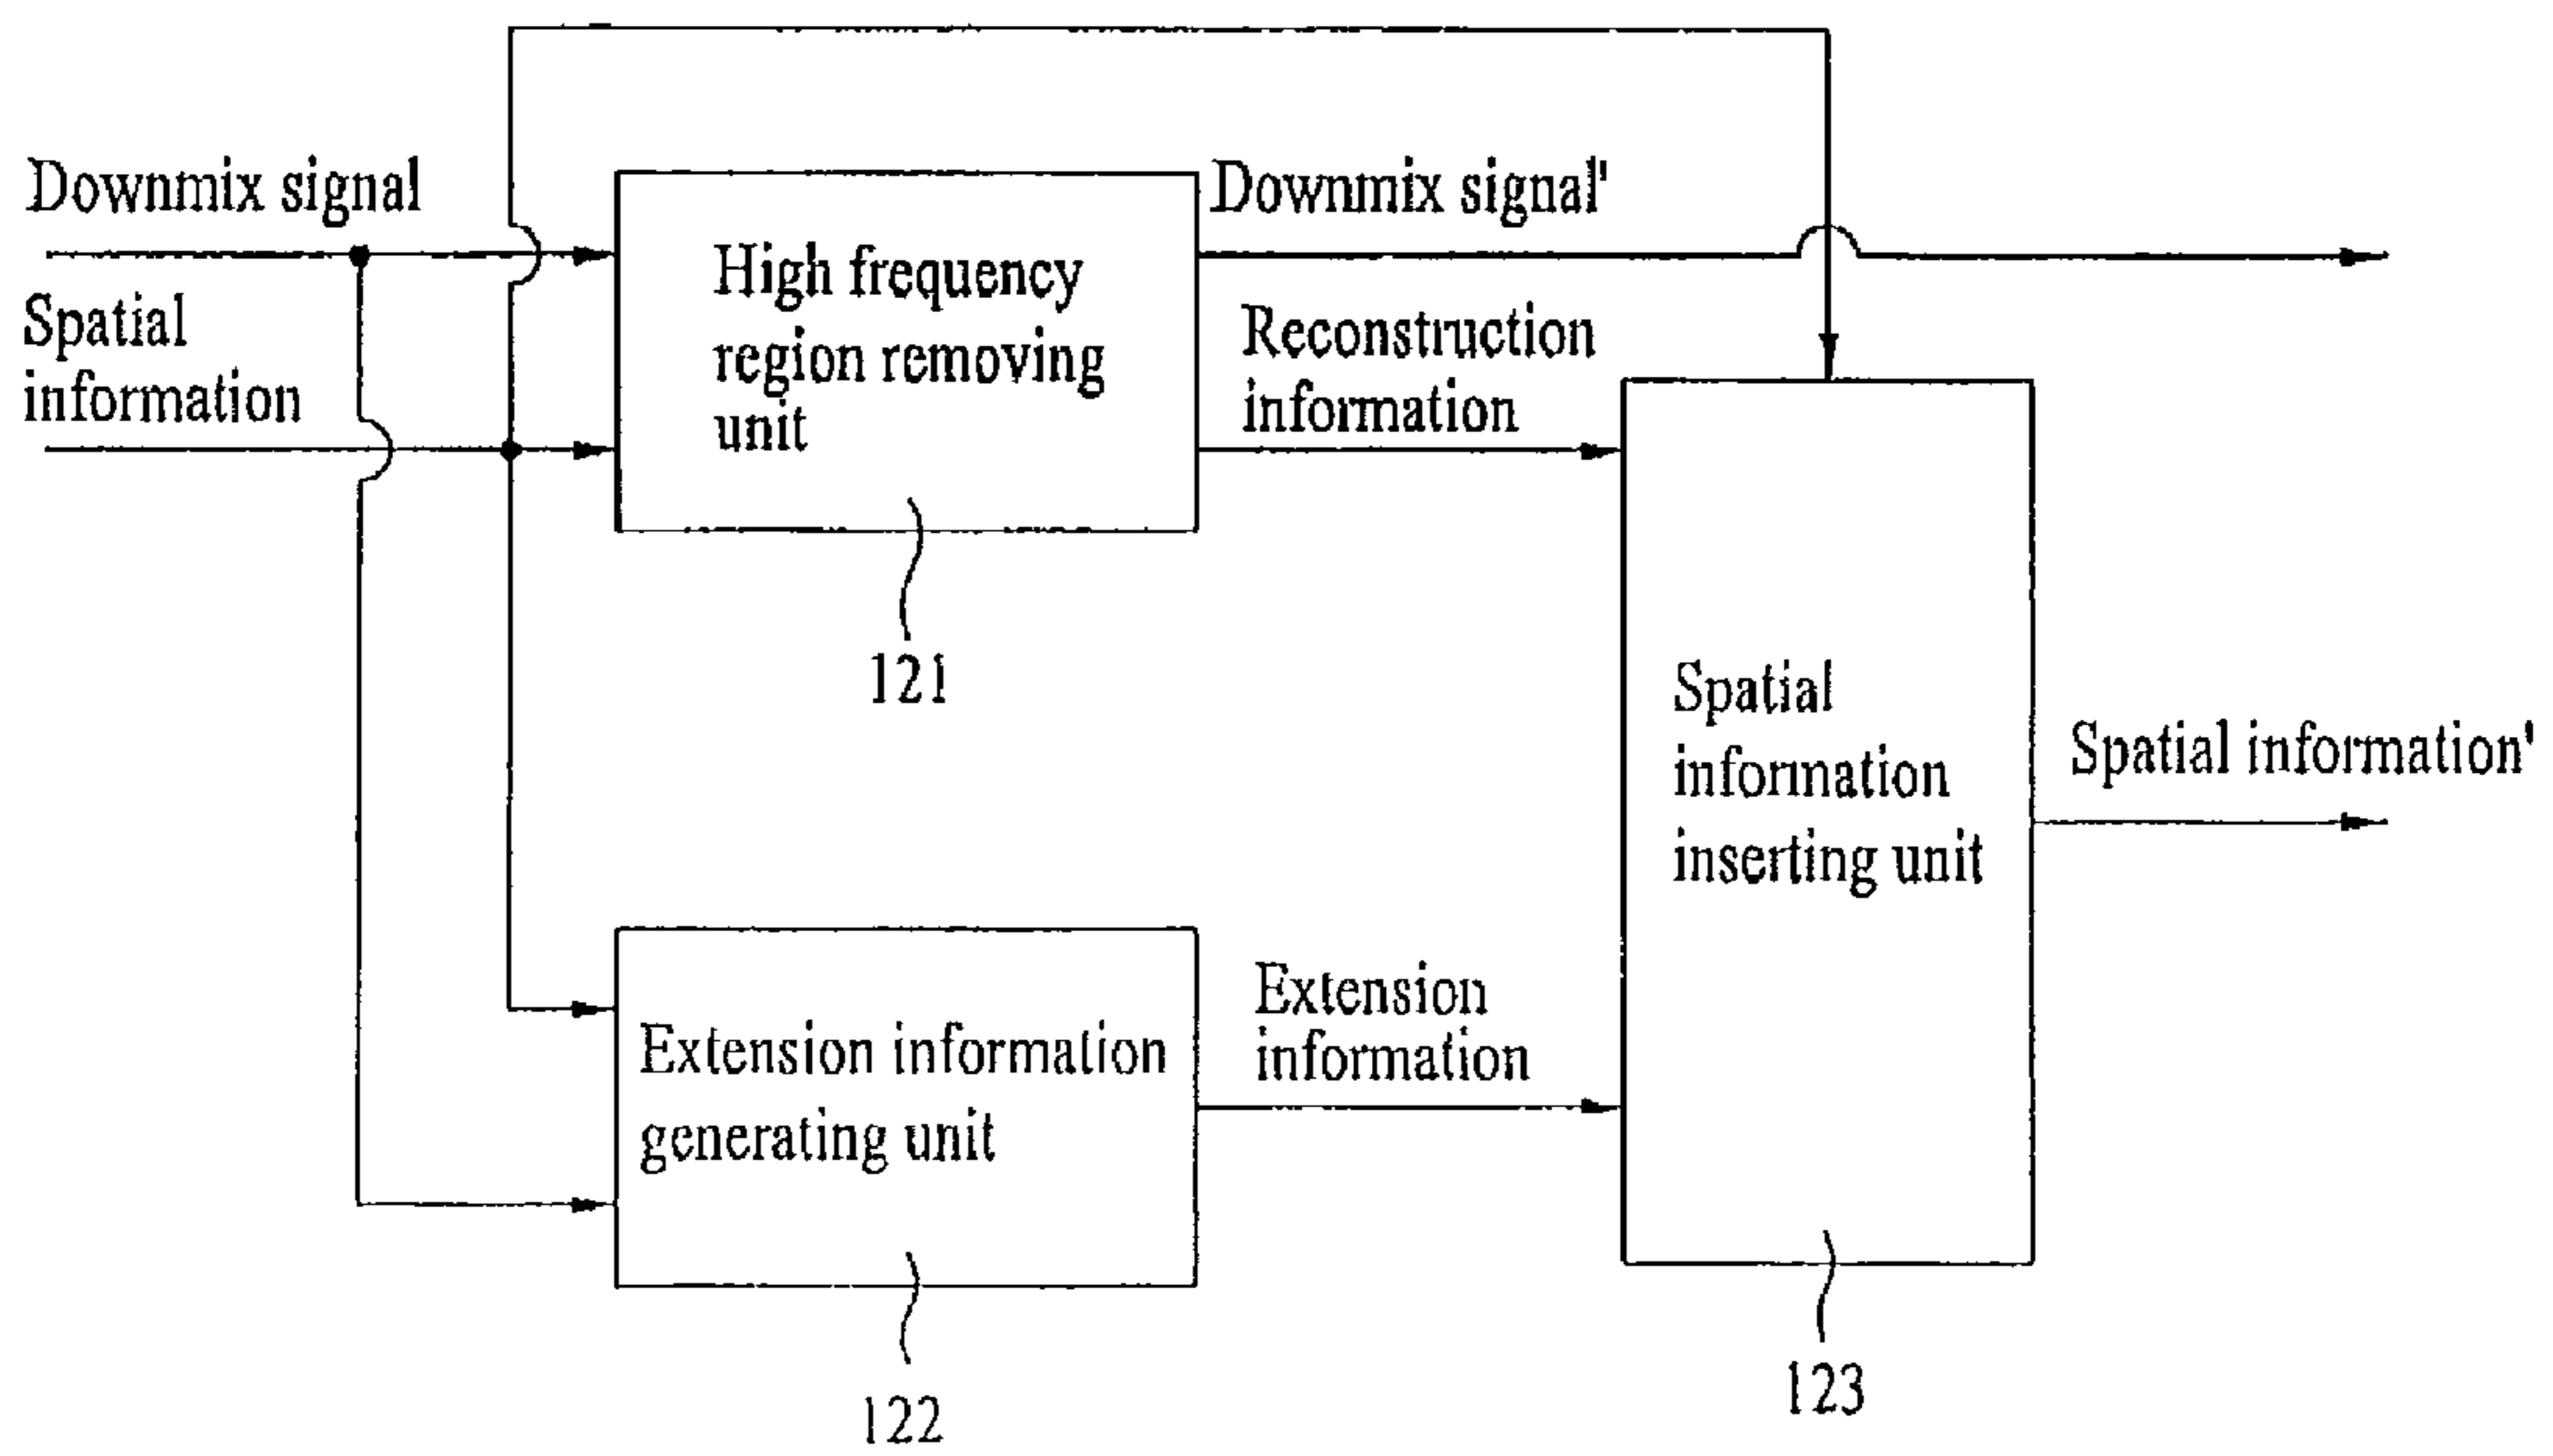 Downmix signal
Spatial
information
High frequency
region removing
unit
121
Downmix signal'
Reconstruction
information
Extension information
generating unit
122
Extension
information
Spatial
information
inserting unit
123
Spatial information'